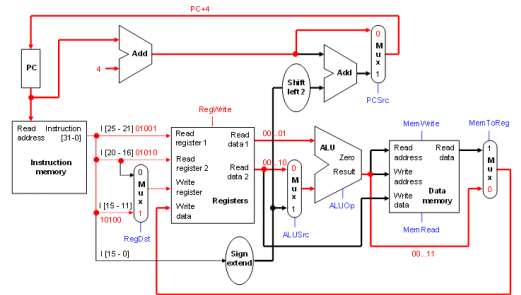 PC+4
0
M
u
x
1
PCSrc
Add
PC
4
Shift
left 2
Add
Read Instruction
address [31-0]
Instruction
memory
I [25 - 21] 01001
I [20 - 16] 01010
0
M
u
x
1
I [15 - 11]
10100
RegDst
I [15 - 0]
RegWrite
Read
register 1
Read
data 1
Read
register 2
Read
data 2
Write
register
Write
data
Registers
00...01
00...10
0
M
u
x
1
ALUSrc
Sign
extend
ALU
Zero
Result
ALUOp
MemWrite
Read
address
Read
data
Write
address
Write
data
Data
memory
MemRead
00...11
MemToReg
1
M
u
x
0